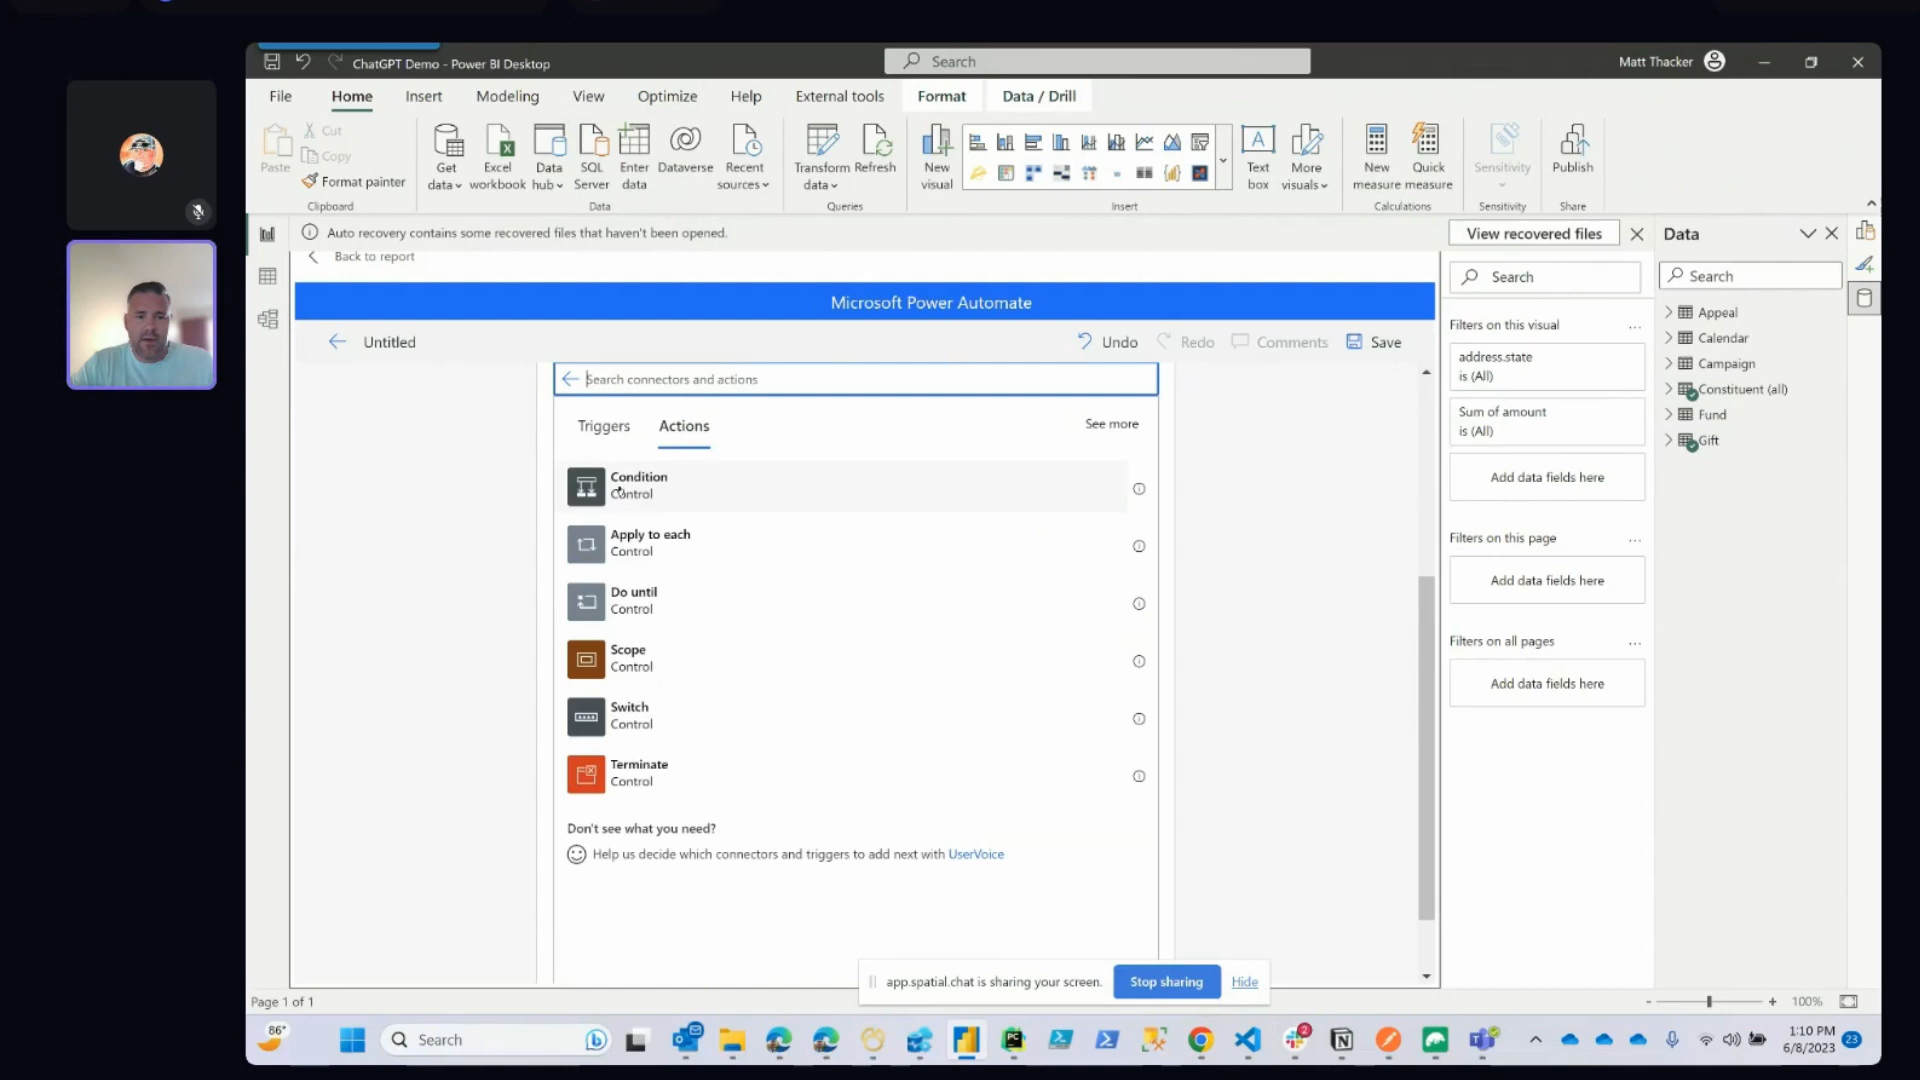 ChatGPT Demo - Power BI Desktop
Search
Matt Thacker
File
Home
Insert
Modeling
View
Optimize
Help
External tools
Format
Data / Drill
Paste
Cut
Copy
Format painter
Clipboard
Get data
Excel workbook
Data hub
SQL Server
Enter data
Dataverse
Recent sources
Data
Transform data
Refresh
Queries
New visual
Text box
More visuals
Insert
New measure
Quick measure
Calculations
Sensitivity
Sensitivity
Publish
Share
Auto recovery contains some recovered files that haven't been opened.
View recovered files
Back to report
Microsoft Power Automate
Untitled
Undo
Redo
Comments
Save
Search connectors and actions
Triggers
Actions
See more
Condition
Control
Apply to each
Control
Do until
Control
Scope
Control
Switch
Control
Terminate
Control
Don't see what you need?
Help us decide which connectors and triggers to add next with UserVoice
Search
Filters on this visual
address.state
is (All)
Sum of amount
is (All)
Add data fields here
Filters on this page
Add data fields here
Filters on all pages
Add data fields here
Data
Search
Appeal
Calendar
Campaign
Constituent (all)
Fund
Gift
app.spatial.chat is sharing your screen.
Stop sharing
Hide
Page 1 of 1
- + 100%
86°
Search
2
1:10 PM
6/8/2023
23